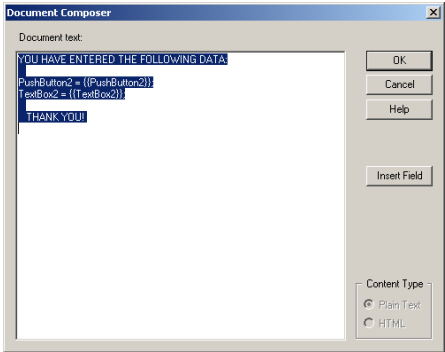 Document Composer
Document text:
YOU HAVE ENTERED THE FOLLOWING DATA:
PushButton2 = {{PushButton2}};
TextBox2 = {{TextBox2}};
THANK YOU!
OK
Cancel
Help
Insert Field
Content Type
Plain Text
HTML